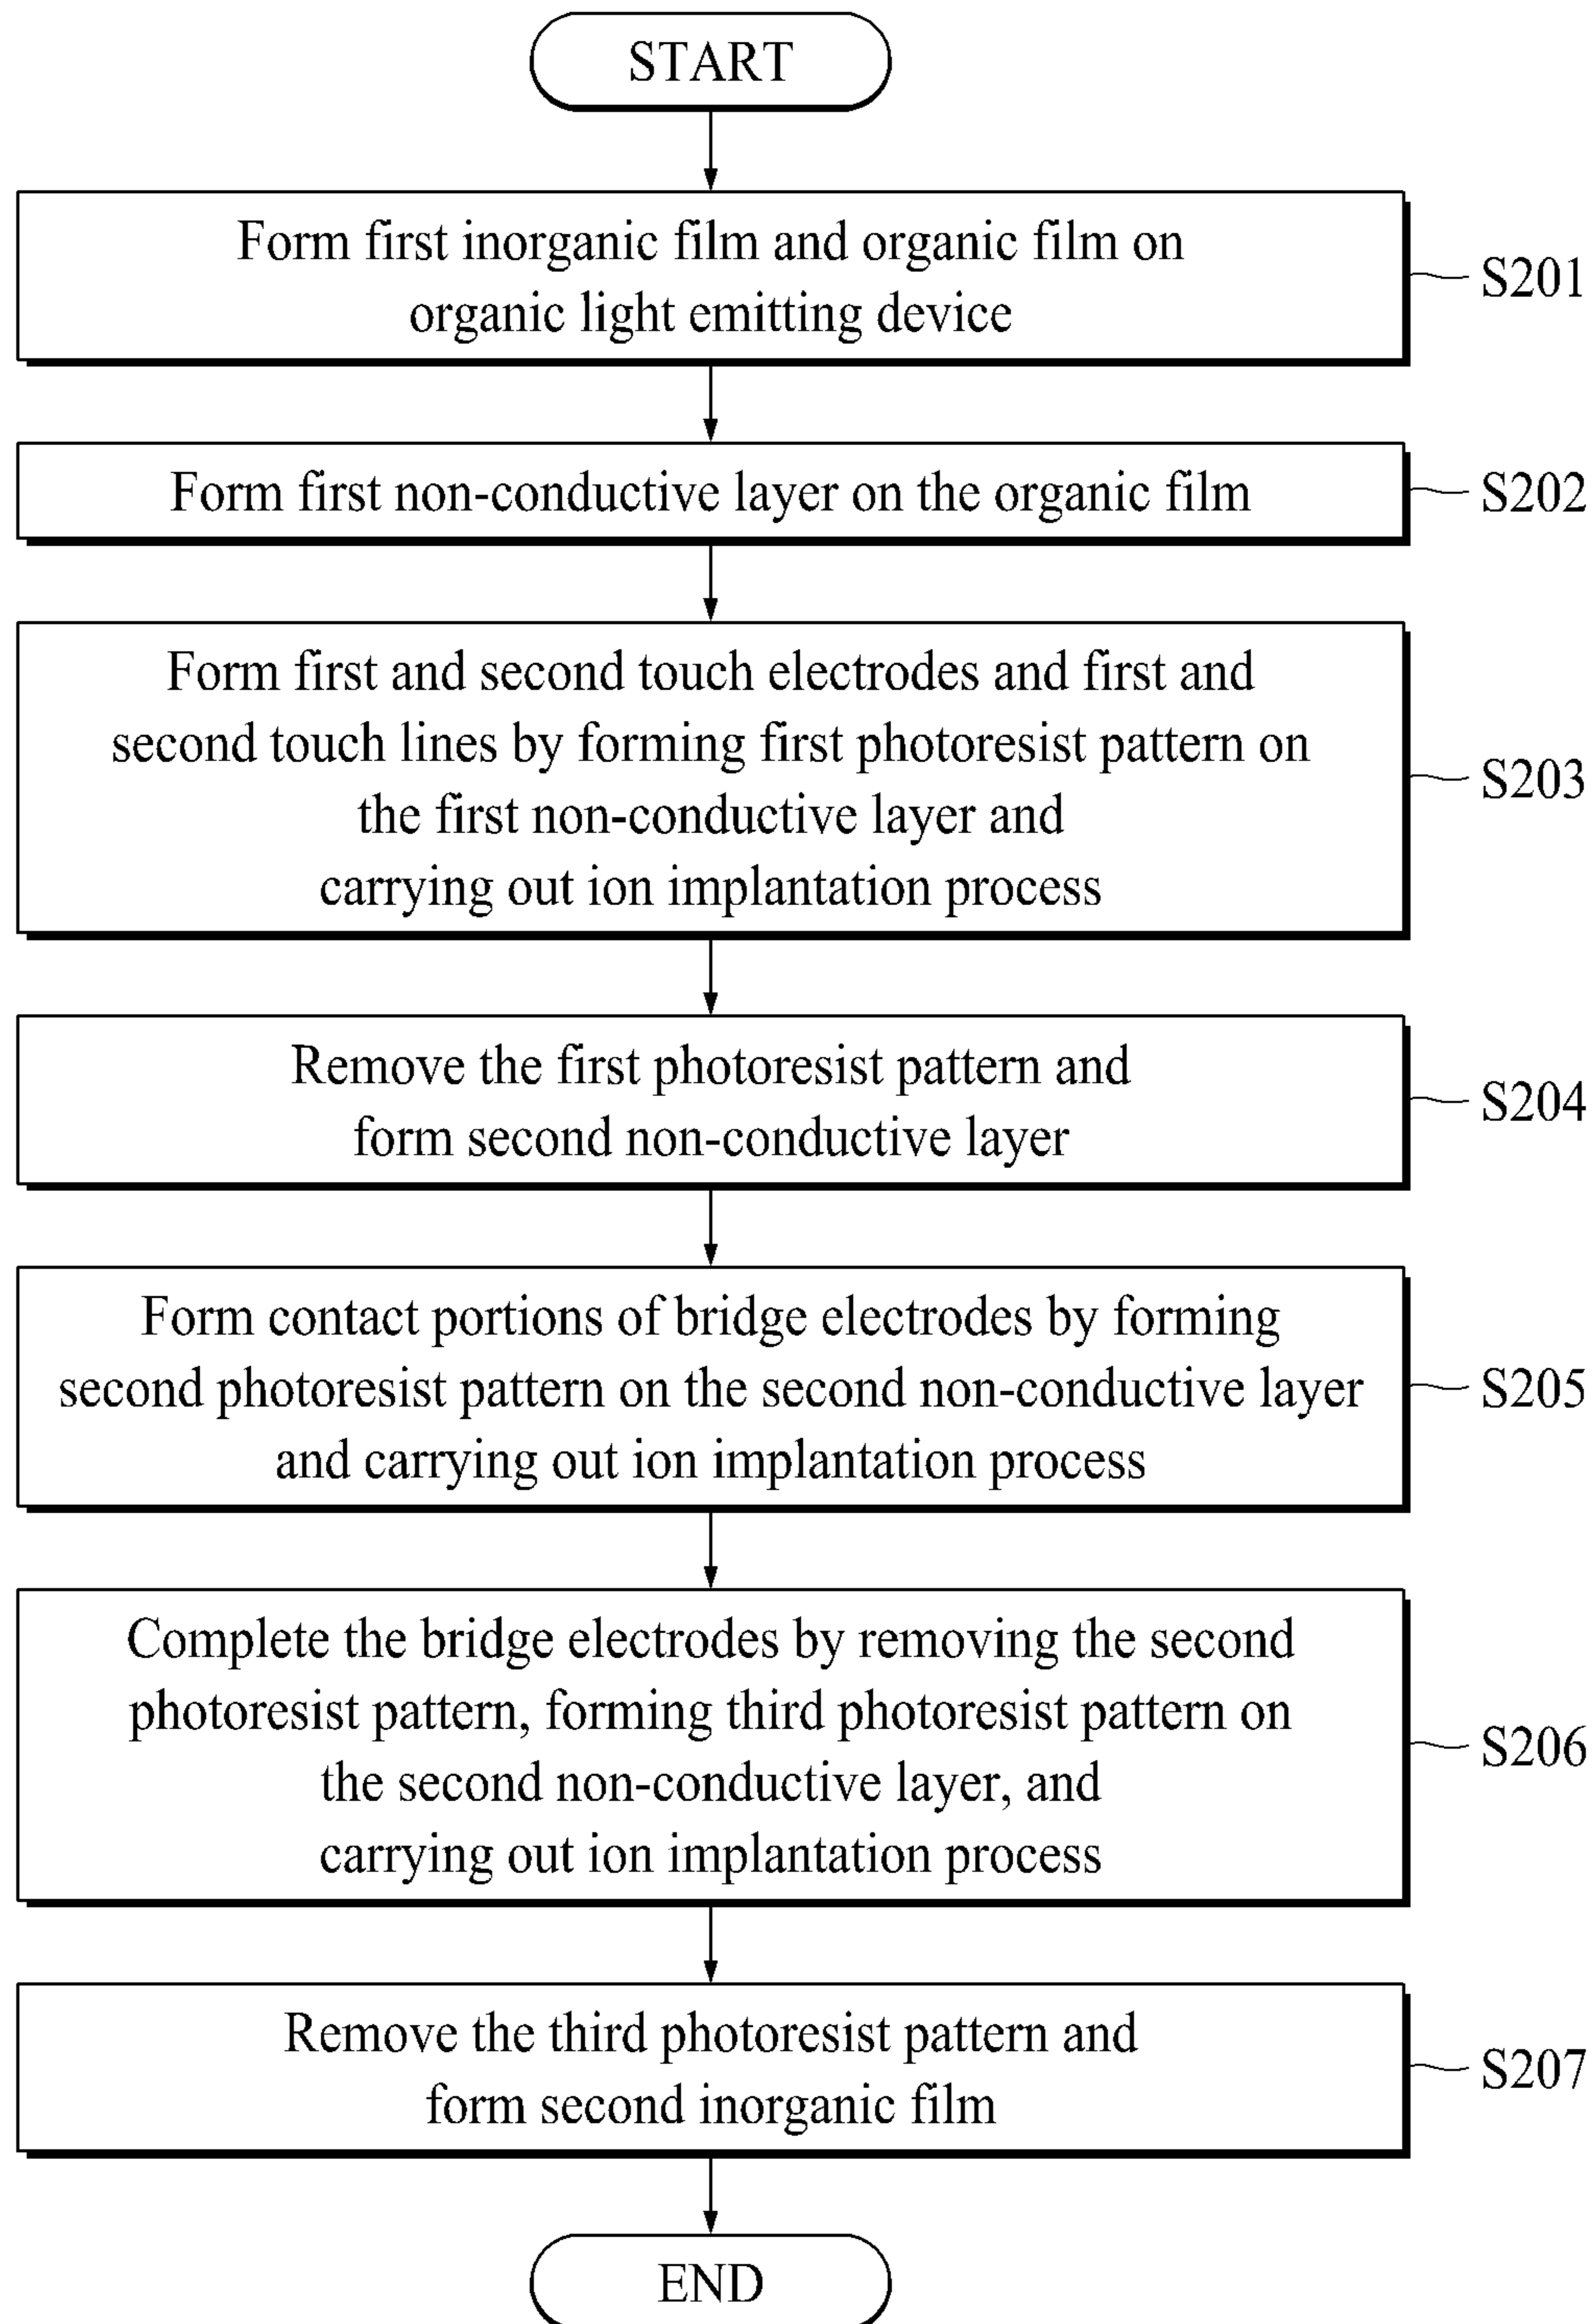 START
Form first inorganic film and organic film on
organic light emitting device
S201
Form first non-conductive layer on the organic film
S202
Form first and second touch electrodes and first and
second touch lines by forming first photoresist pattern on
the first non-conductive layer and
carrying out ion implantation process
S203
Remove the first photoresist pattern and
form second non-conductive layer
S204
Form contact portions of bridge electrodes by forming
second photoresist pattern on the second non-conductive layer
and carrying out ion implantation process
S205
Complete the bridge electrodes by removing the second
photoresist pattern, forming third photoresist pattern on
the second non-conductive layer, and
carrying out ion implantation process
S206
Remove the third photoresist pattern and
form second inorganic film
S207
END